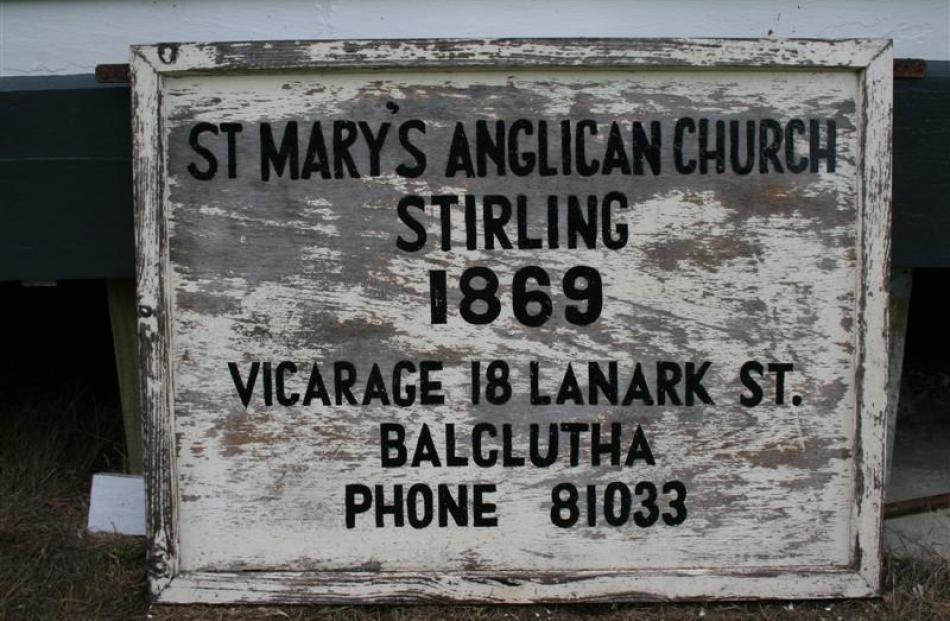 ST MARY'S ANGLICAN CHURCH
STIRLING
1869
VICARAGE 18 LANARK ST.
BALCLUTHA
PHONE 81033